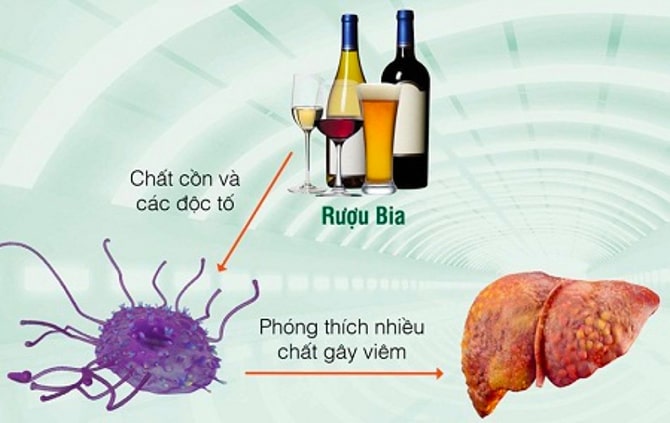 Rượu Bia
Chất cồn và
các độc tố
Phóng thích nhiều
chất gây viêm